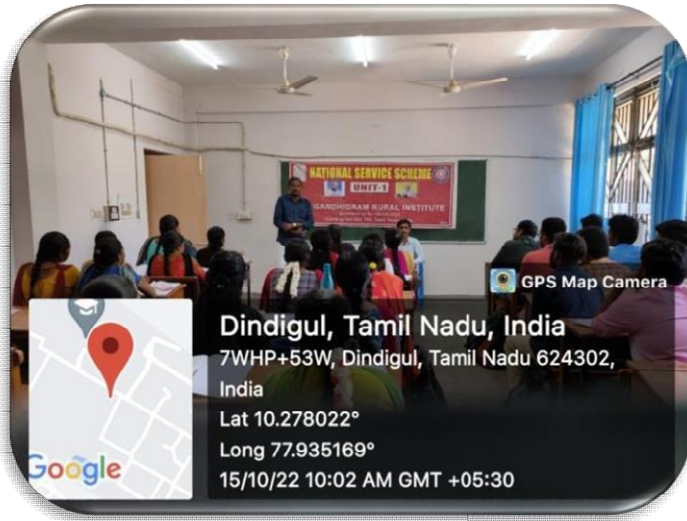 NATIONAL SERVICE SCHEME
UNIT-1
GANDHIGRAM RURAL INSTITUTE
GPS Map Camera
Dindigul, Tamil Nadu, India
7WHP+53W, Dindigul, Tamil Nadu 624302,
India
Lat 10.278022°
Long 77.935169°
15/10/22 10:02 AM GMT +05:30
Google